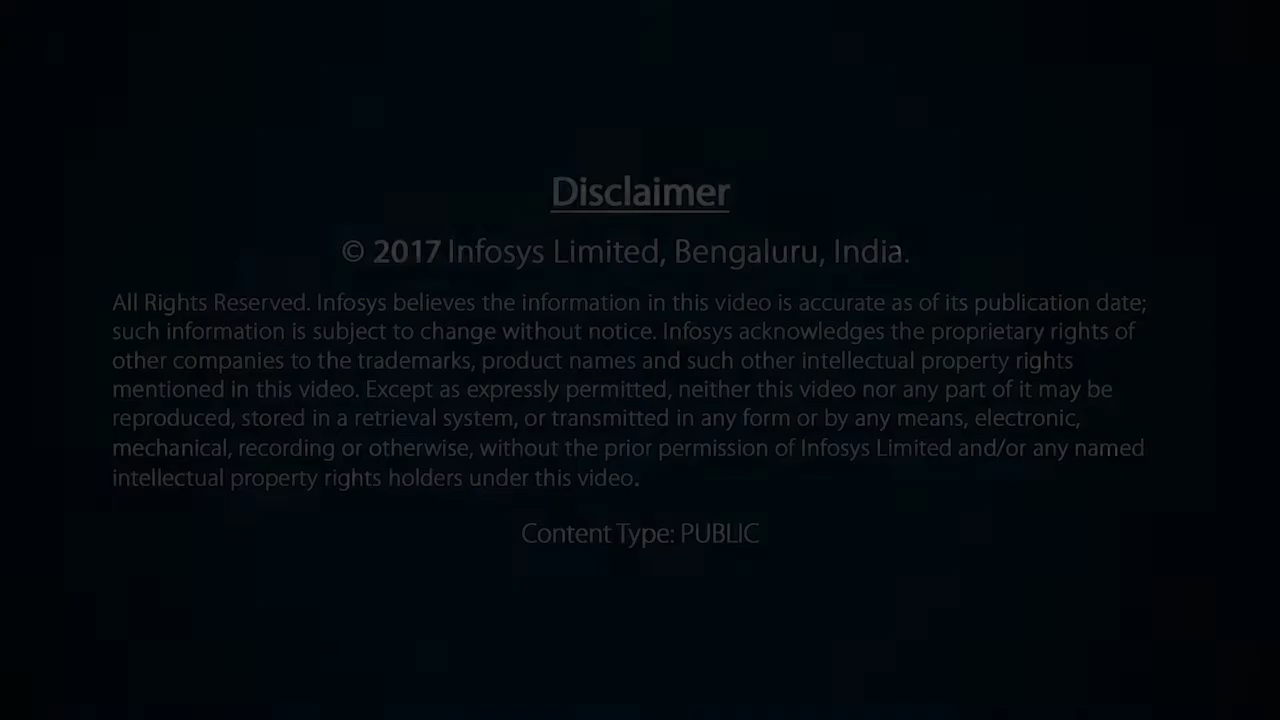 Disclaimer
© 2017 Infosys Limited, Bengaluru, India.
All Rights Reserved. Infosys believes the information in this video is accurate as of its publication date;
such information is subject to change without notice. Infosys acknowledges the proprietary rights of
other companies to the trademarks, product names and such other intellectual property rights
mentioned in this video. Except as expressly permitted, neither this video nor any part of it may be
reproduced, stored in a retrieval system, or transmitted in any form or by any means, electronic,
mechanical, recording or otherwise, without the prior permission of Infosys Limited and/or any named
intellectual property rights holders under this video.
Content Type: PUBLIC